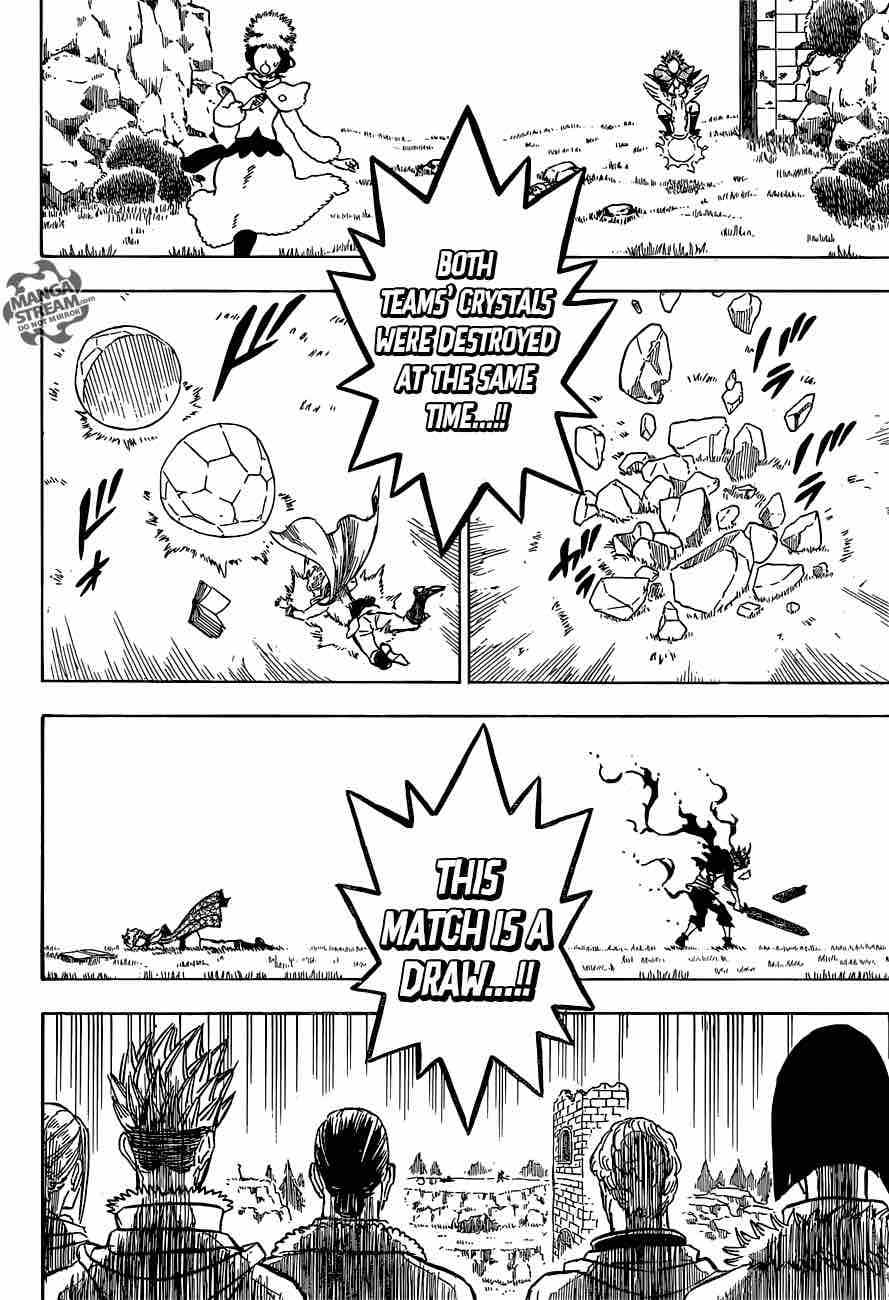 MANGA
STREAM.com
DO NOT MIRROR!
BOTH
TEAMS' CRYSTALS
WERE DESTROYED
AT THE SAME
TIME...!!
THIS
MATCH IS A
DRAW...!!